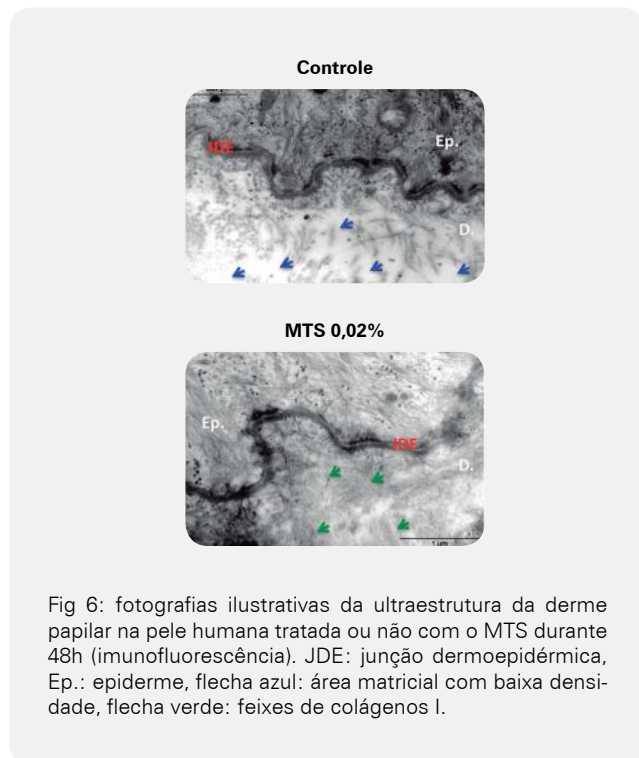 Controle
JDE
Ep.
D.
MTS 0,02%
Ep.
JDE
D.
1 µm
Fig 6: fotografias ilustrativas da ultraestrutura da derme
papilar na pele humana tratada ou não com o MTS durante
48h (imunofluorescência). JDE: junção dermoepidérmica,
Ep.: epiderme, flecha azul: área matricial com baixa densi-
dade, flecha verde: feixes de colágenos I.